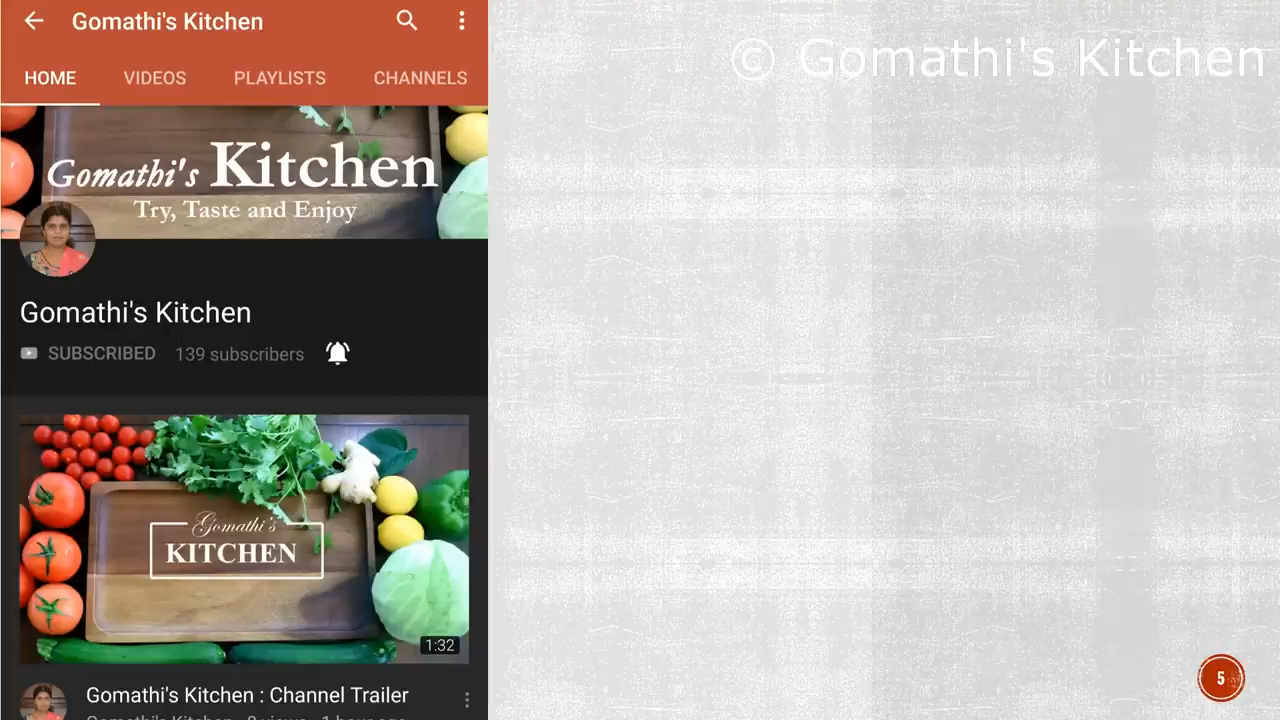 Gomathi's Kitchen
HOME VIDEOS PLAYLISTS CHANNELS
Gomathi's Kitchen
Try, Taste and Enjoy
Gomathi's Kitchen
SUBSCRIBED 139 subscribers
Gomathi's
KITCHEN
1:32
Gomathi's Kitchen : Channel Trailer
© Gomathi's Kitchen
5